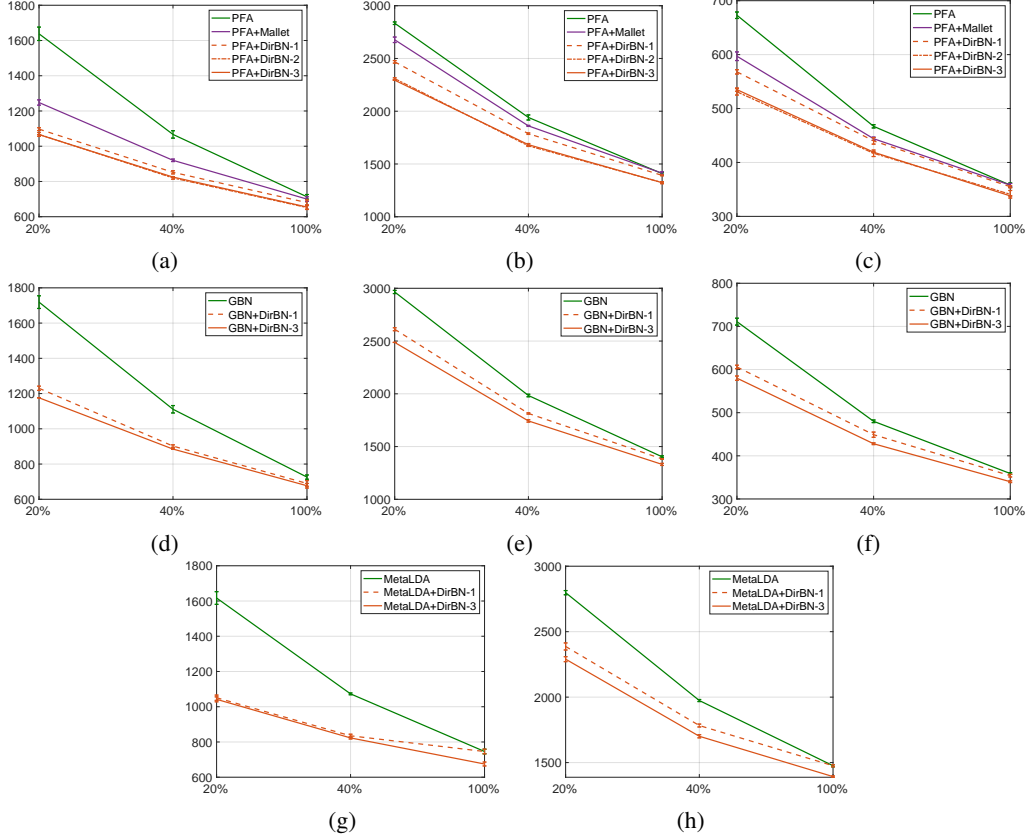 1800
1600
1400
1200
1000
800
600
20%
40%
100%
PFA
PFA+Mallet
PFA+DirBN-1
PFA+DirBN-2
PFA+DirBN-3
(a)
3000
2500
2000
1500
1000
20%
40%
100%
PFA
PFA+Mallet
PFA+DirBN-1
PFA+DirBN-2
PFA+DirBN-3
(b)
700
600
500
400
300
20%
40%
100%
PFA
PFA+Mallet
PFA+DirBN-1
PFA+DirBN-2
PFA+DirBN-3
(c)
1800
1600
1400
1200
1000
800
600
20%
40%
100%
GBN
GBN+DirBN-1
GBN+DirBN-3
(d)
3000
2500
2000
1500
1000
20%
40%
100%
GBN
GBN+DirBN-1
GBN+DirBN-3
(e)
800
700
600
500
400
300
20%
40%
100%
GBN
GBN+DirBN-1
GBN+DirBN-3
(f)
1800
1600
1400
1200
1000
800
600
20%
40%
100%
MetaLDA
MetaLDA+DirBN-1
MetaLDA+DirBN-3
(g)
3000
2500
2000
1500
20%
40%
100%
MetaLDA
MetaLDA+DirBN-1
MetaLDA+DirBN-3
(h)